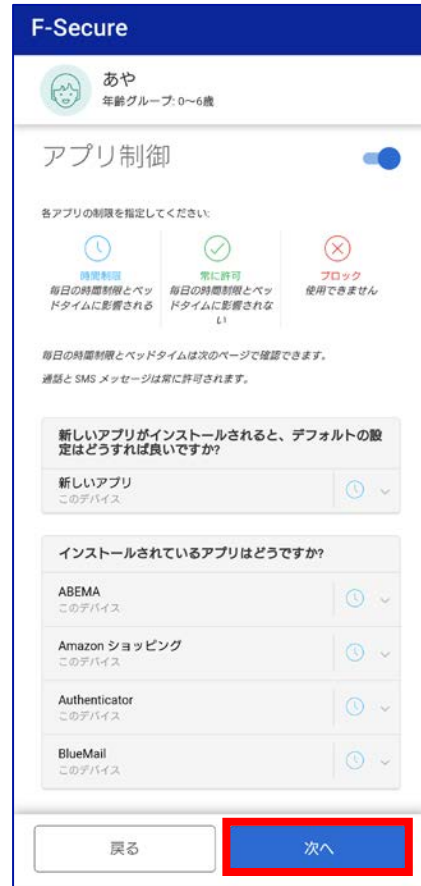 F-Secure
あや
年齢グループ: 0〜6歳
アプリ制御
各アプリの制限を指定してください:
時間制限
毎日の時間制限とベッ
ドタイムに影響される
常に許可
毎日の時間制限とベッ
ドタイムに影響されな
い
ブロック
使用できません
毎日の時間制限とベッドタイムは次のページで確認できます。
通話と SMS メッセージは常に許可されます。
新しいアプリがインストールされると、デフォルトの設
定はどうすれば良いですか?
新しいアプリ
このデバイス
インストールされているアプリはどうですか?
ABEMA
このデバイス
Amazon ショッピング
このデバイス
Authenticator
このデバイス
BlueMail
このデバイス
戻る
次へ